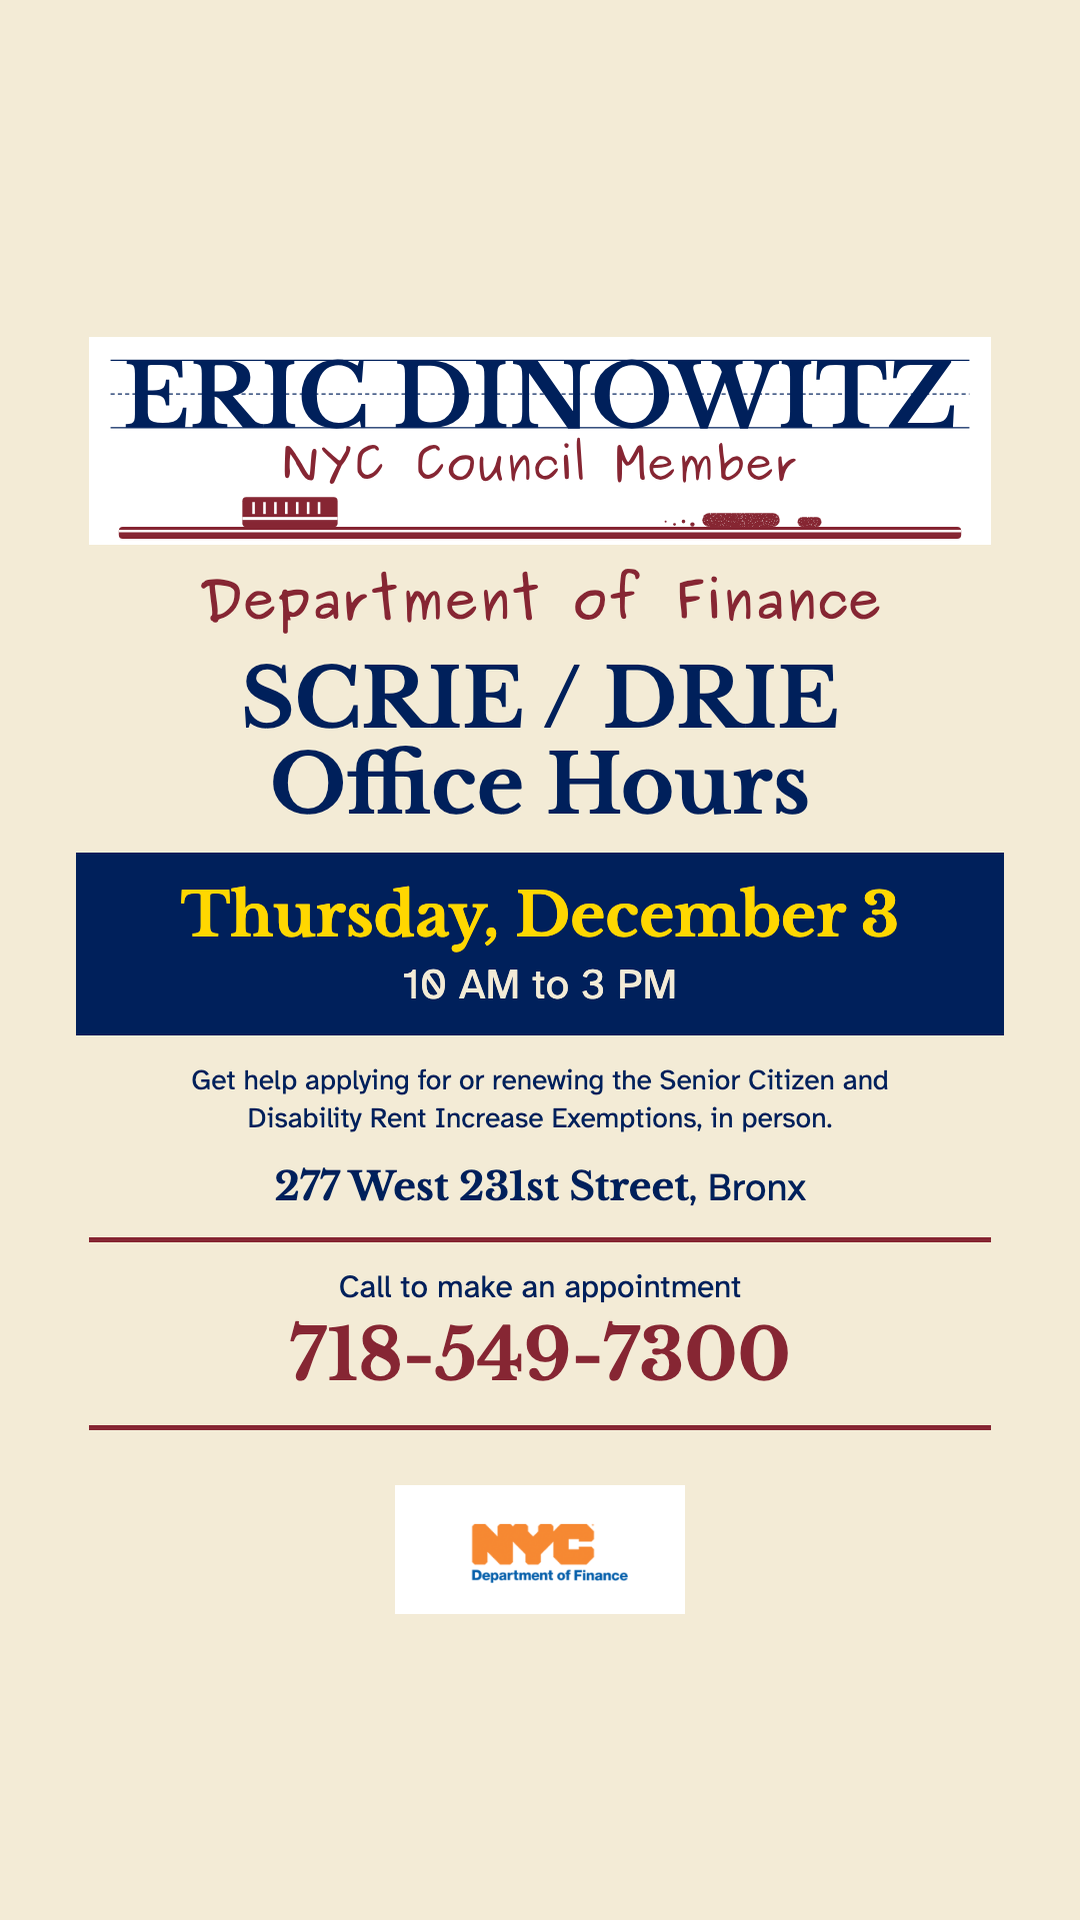 ERIC DINOWITZ
NYC Council Member
Department of Finance
SCRIE / DRIE
Office Hours
Thursday, December 3
10 AM to 3 PM
Get help applying for or renewing the Senior Citizen and
Disability Rent Increase Exemptions, in person.
277 West 231st Street, Bronx
Call to make an appointment
718-549-7300
NYC
Department of Finance